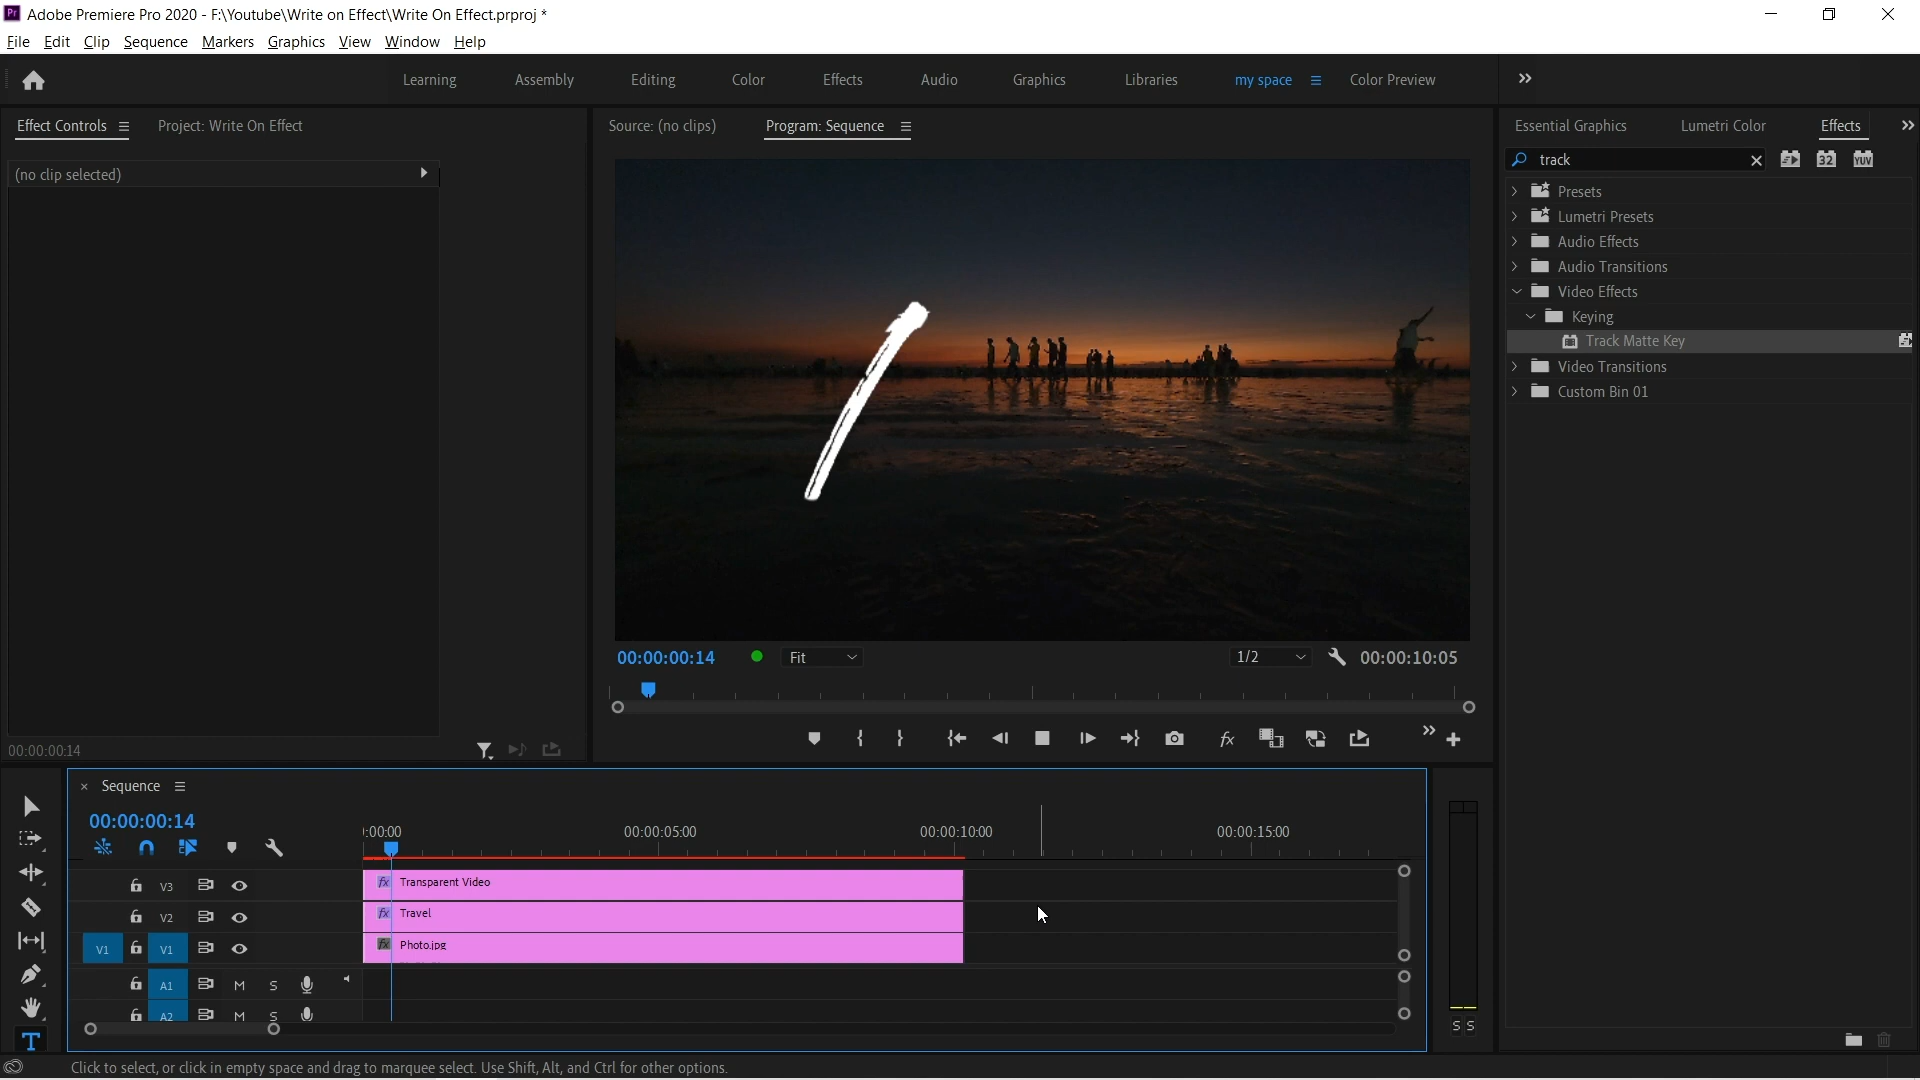 Pr Adobe Premiere Pro 2020 - F:\Youtube\Write on Effect\Write On Effect.prproj *
File Edit Clip Sequence Markers Graphics View Window Help
Learning Assembly Editing Color Effects Audio Graphics Libraries my space Color Preview
Effect Controls Project: Write On Effect
(no clip selected)
00:00:00:14
Source: (no clips) Program: Sequence
00:00:00:14 Fit 1/2 00:00:10:05
fx
Essential Graphics Lumetri Color Effects
track 32 YUV
Presets
Lumetri Presets
Audio Effects
Audio Transitions
Video Effects
Keying
Track Matte Key
Video Transitions
Custom Bin 01
× Sequence
00:00:00:14
:00:00 00:00:05:00 00:00:10:00 00:00:15:00
V3 fx Transparent Video
V2 fx Travel
V1 V1 fx Photo.jpg
A1 M S
A2 M S
S S
T
Click to select, or click in empty space and drag to marquee select. Use Shift, Alt, and Ctrl for other options.